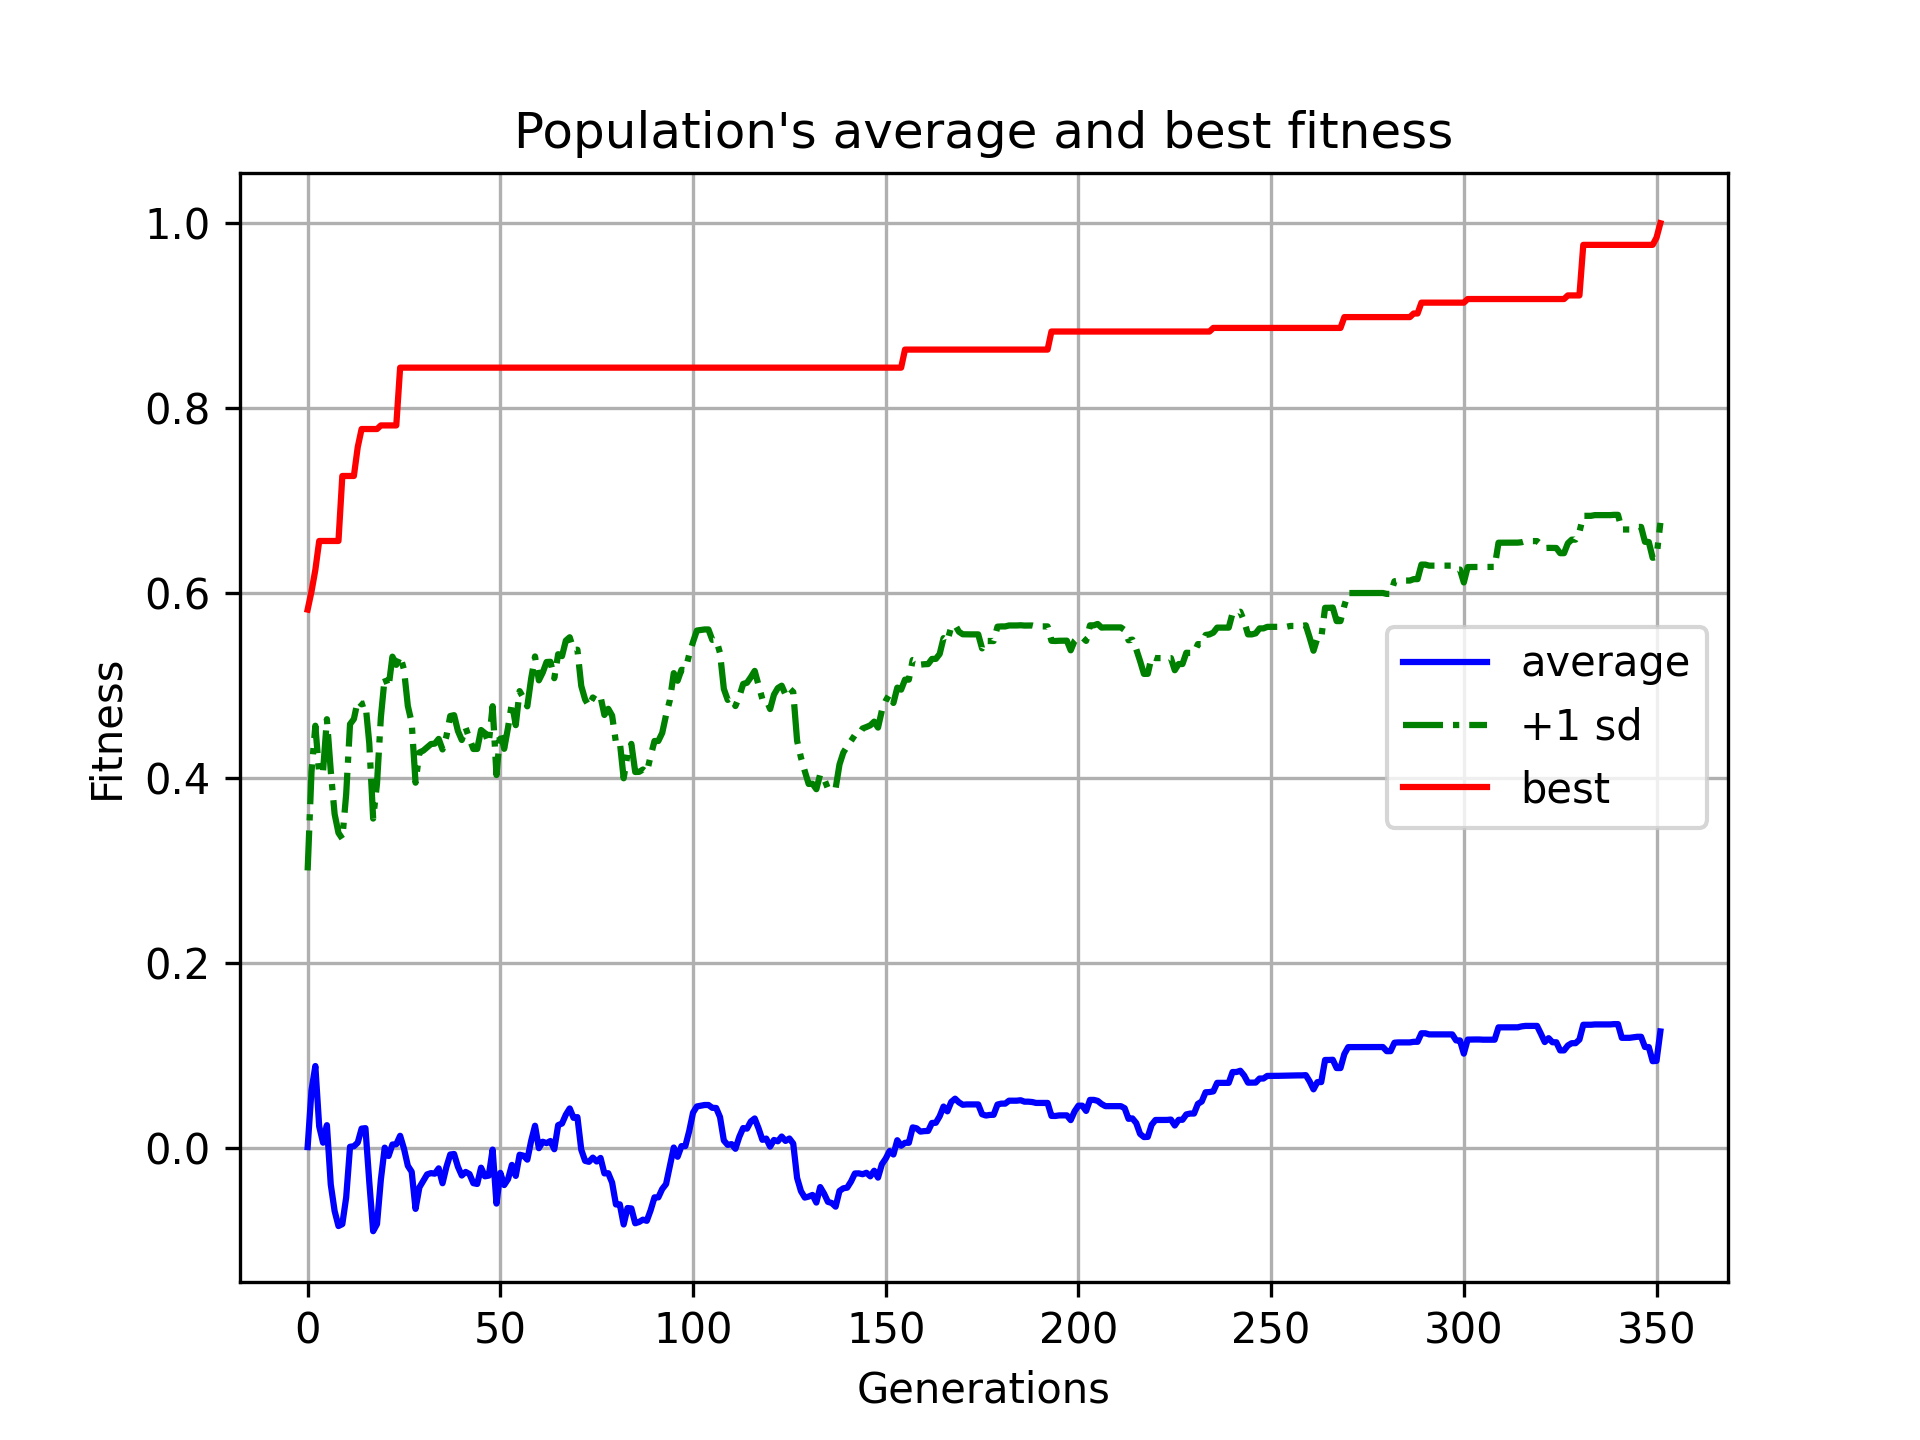 Population's average and best fitness
1.0
0.8
0.6
0.4
0.2
0.0
Fitness
average
+1 sd
best
0 50 100 150 200 250 300 350
Generations